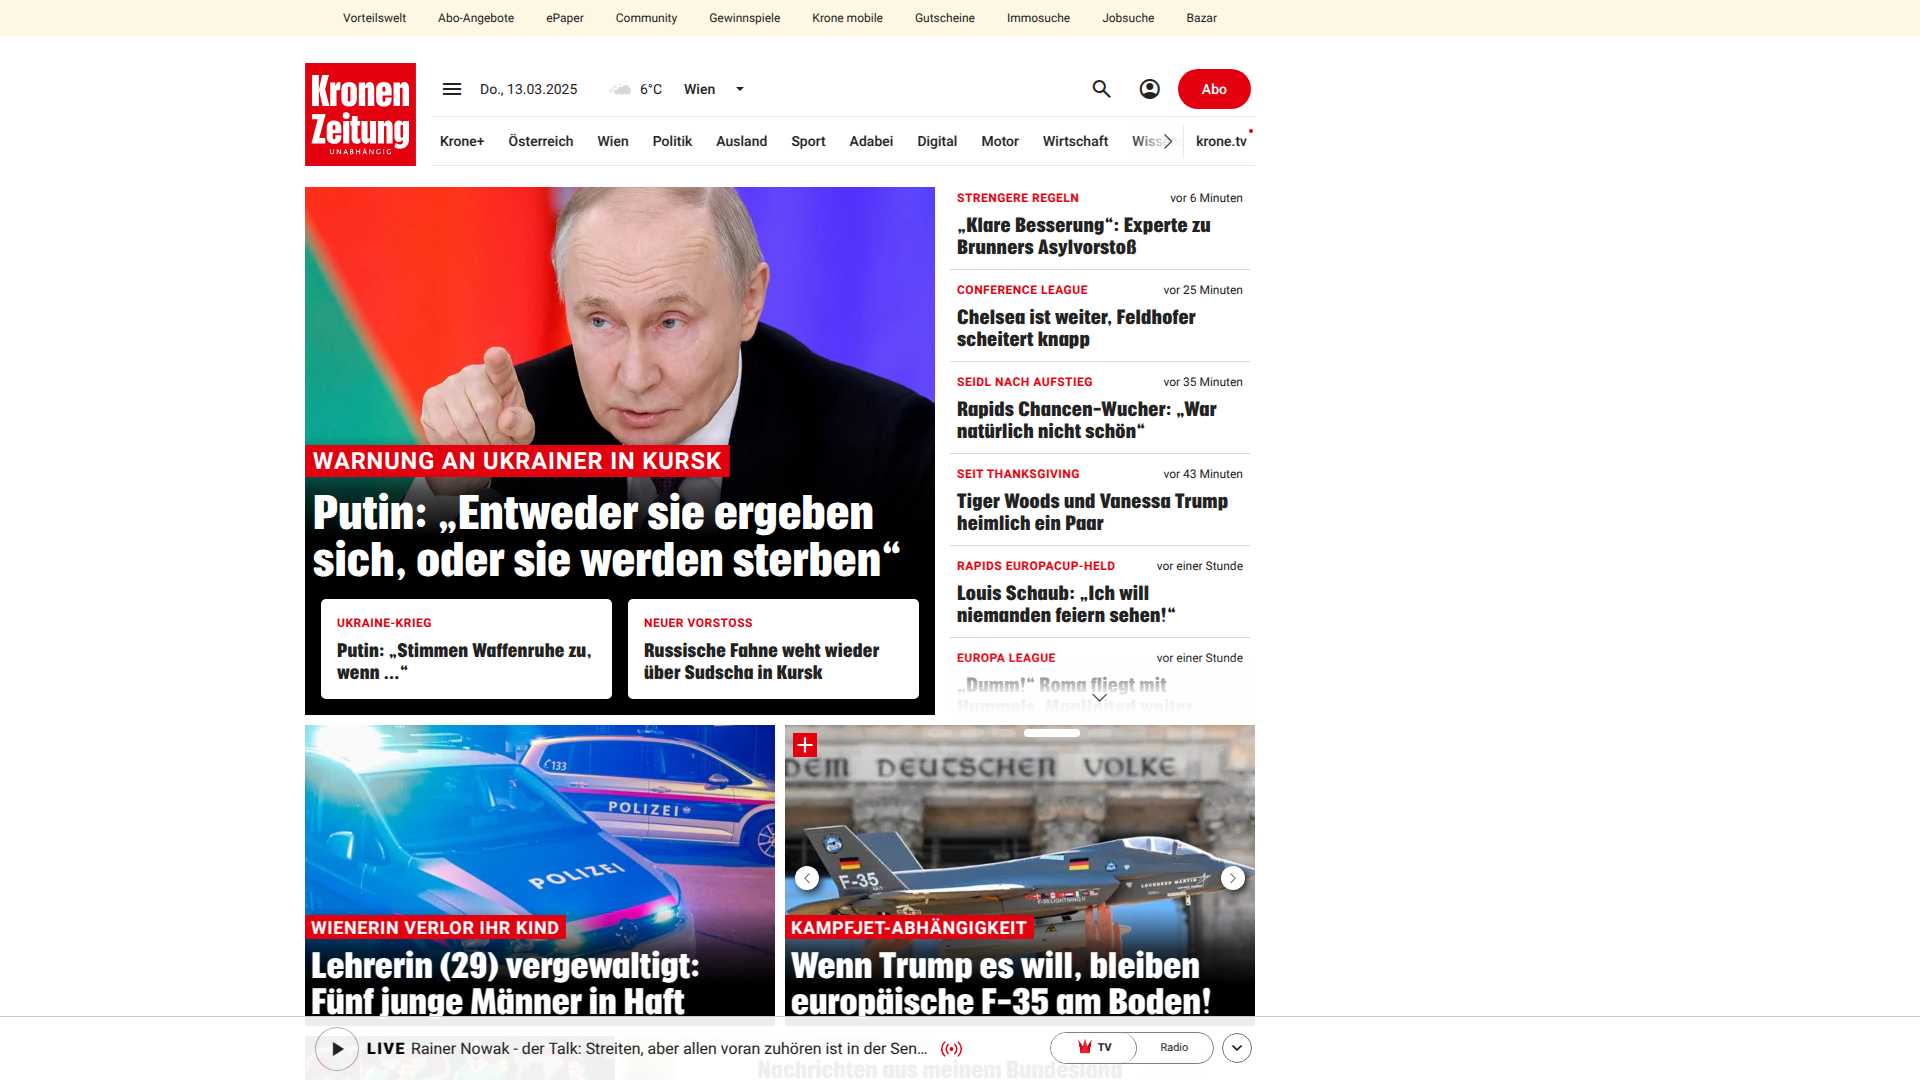 Vorteilswelt Abo-Angebote ePaper Community Gewinnspiele Krone mobile Gutscheine Immosuche Jobsuche Bazar
Kronen
Zeitung
UNABHÄNGIG
Do., 13.03.2025 6°C Wien Abo
Krone+ Österreich Wien Politik Ausland Sport Adabei Digital Motor Wirtschaft krone.tv
WARNUNG AN UKRAINER IN KURSK
Putin: „Entweder sie ergeben
sich, oder sie werden sterben“
UKRAINE-KRIEG
Putin: „Stimmen Waffenruhe zu,
wenn ...“
NEUER VORSTOSS
Russische Fahne weht wieder
über Sudscha in Kursk
STRENGERE REGELN vor 6 Minuten
„Klare Besserung“: Experte zu
Brunners Asylvorstoß
CONFERENCE LEAGUE vor 25 Minuten
Chelsea ist weiter, Feldhofer
scheitert knapp
SEIDL NACH AUFSTIEG vor 35 Minuten
Rapids Chancen-Wucher: „War
natürlich nicht schön“
SEIT THANKSGIVING vor 43 Minuten
Tiger Woods und Vanessa Trump
heimlich ein Paar
RAPIDS EUROPACUP-HELD vor einer Stunde
Louis Schaub: „Ich will
niemanden feiern sehen!“
EUROPA LEAGUE vor einer Stunde
„Dumm!“ Roma fliegt mit
Hummels, ManUnited weiter
133
POLIZEI
POLIZEI
WIENERIN VERLOR IHR KIND
Lehrerin (29) vergewaltigt:
Fünf junge Männer in Haft
DEM DEUTSCHEN VOLKE
F-35
LOCKHEED MARTIN
F-35 LIGHTNING II
KAMPFJET-ABHÄNGIGKEIT
Wenn Trump es will, bleiben
europäische F-35 am Boden!
LIVE Rainer Nowak - der Talk: Streiten, aber allen voran zuhören ist in der Sen... TV Radio
Nachrichten aus meinem Bundesland